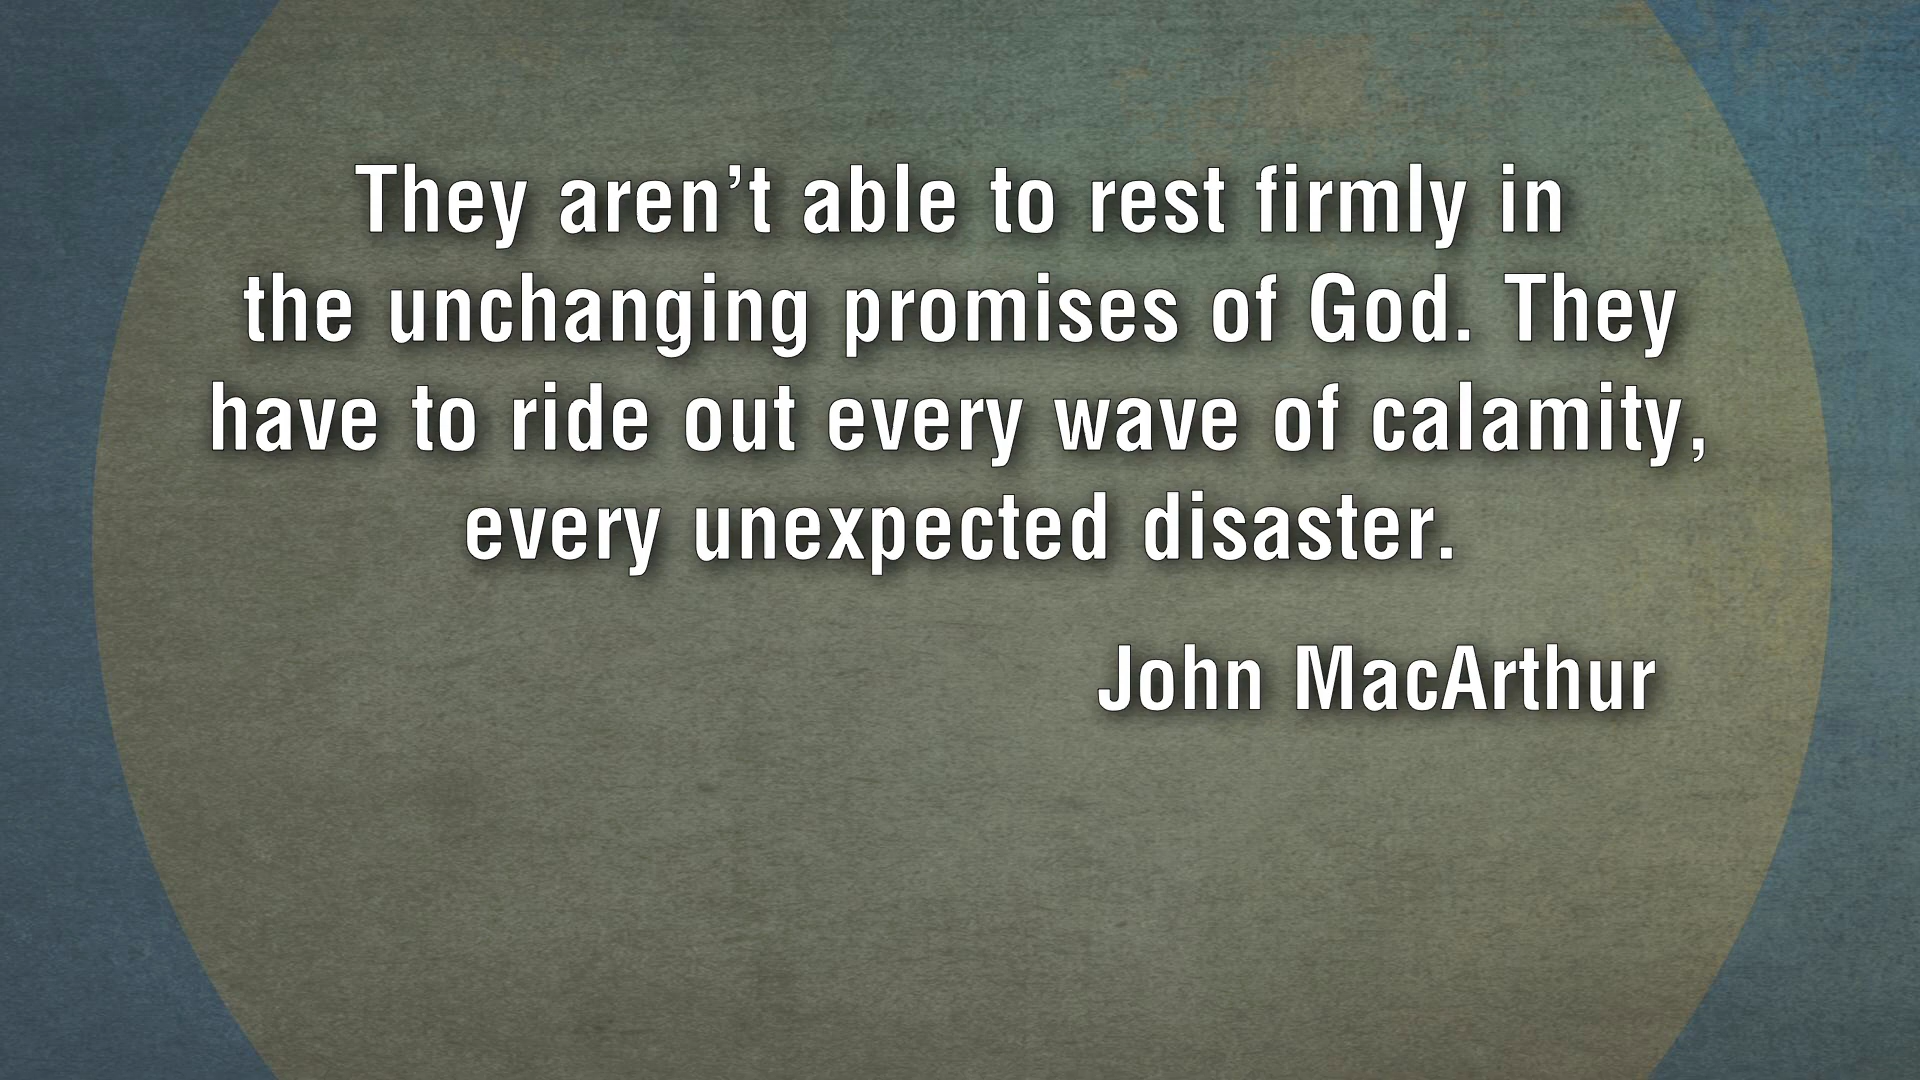 They aren’t able to rest firmly in
the unchanging promises of God. They
have to ride out every wave of calamity,
every unexpected disaster.
John MacArthur